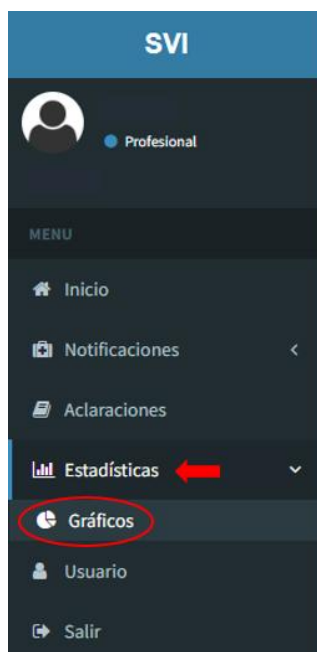 SVI
Profesional
MENU
Inicio
Notificaciones
Aclaraciones
Estadísticas
Gráficos
Usuario
Salir